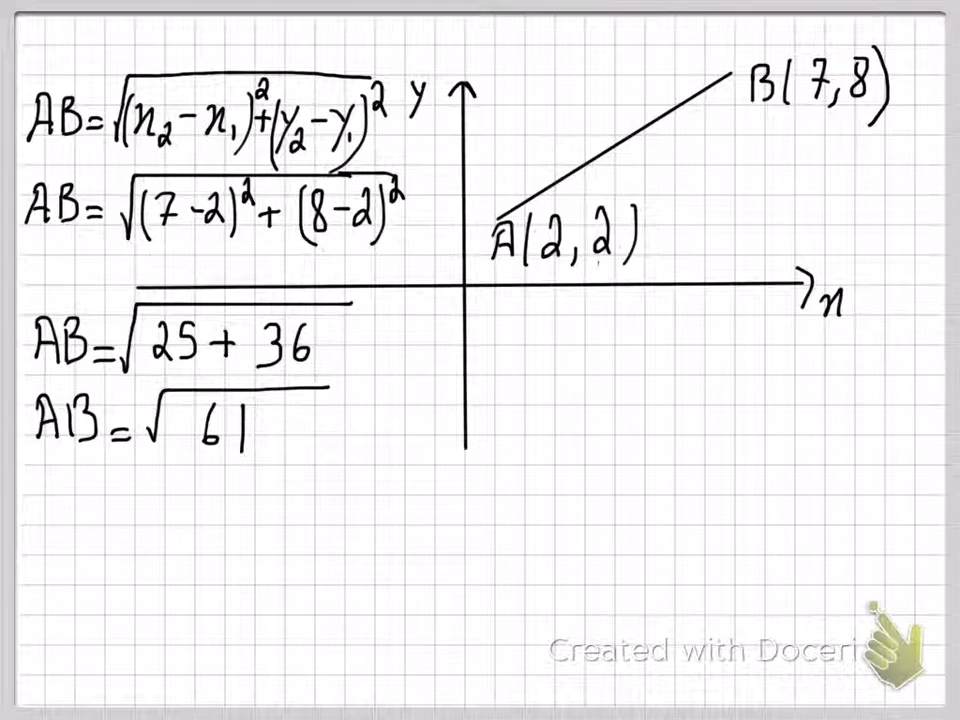 AB=√(x₂-x₁)²+(y₂-y₁)²
AB=√(7-2)²+(8-2)²
AB=√25+36
AB=√61
y
B(7,8)
A(2,2)
x
Created with Doceri